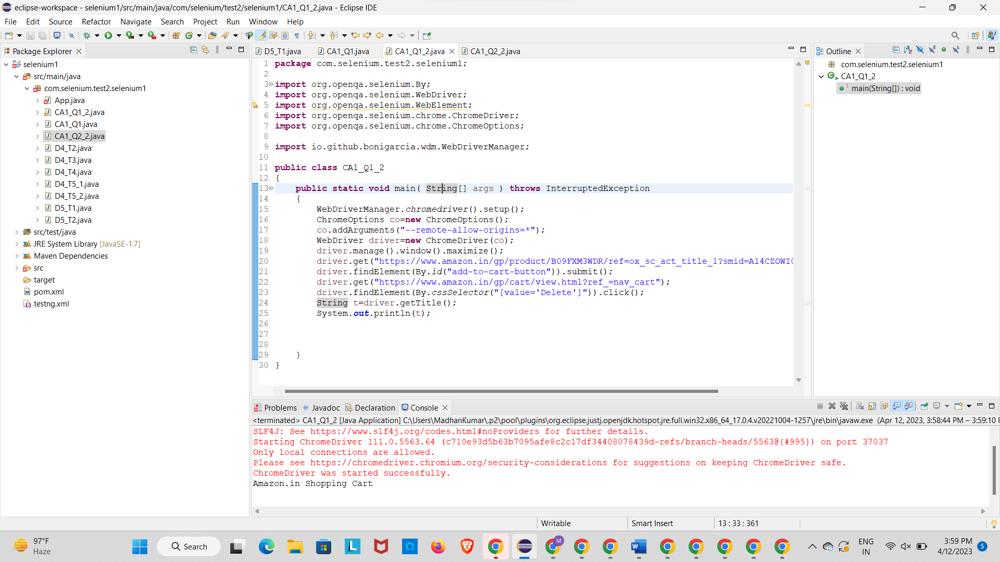 eclipse-workspace - selenium1/src/main/java/com/selenium/test2/selenium1/CA1_Q1_2.java - Eclipse IDE
File Edit Source Refactor Navigate Search Project Run Window Help
Package Explorer
selenium1
src/main/java
com.selenium.test2.selenium1
App.java
CA1_Q1_2.java
CA1_Q1.java
CA1_Q2_2.java
D4_T2.java
D4_T3.java
D4_T4.java
D4_T5_1.java
D4_T5_2.java
D5_T1.java
D5_T2.java
src/test/java
JRE System Library [JavaSE-1.7]
Maven Dependencies
src
target
pom.xml
testng.xml
D5_T1.java CA1_Q1.java CA1_Q1_2.java CA1_Q2_2.java
1 package com.selenium.test2.selenium1;
2
3 import org.openqa.selenium.By;
4 import org.openqa.selenium.WebDriver;
5 import org.openqa.selenium.WebElement;
6 import org.openqa.selenium.chrome.ChromeDriver;
7 import org.openqa.selenium.chrome.ChromeOptions;
8
9 import io.github.bonigarcia.wdm.WebDriverManager;
10
11 public class CA1_Q1_2
12 {
13 public static void main( String[] args ) throws InterruptedException
14 {
15 WebDriverManager.chromedriver().setup();
16 ChromeOptions co=new ChromeOptions();
17 co.addArguments("--remote-allow-origins=*");
18 WebDriver driver=new ChromeDriver(co);
19 driver.manage().window().maximize();
20 driver.get("https://www.amazon.in/gp/product/B09FXM3WDR/ref=ox_sc_act_title_1?smid=A14CZOWI
21 driver.findElement(By.id("add-to-cart-button")).submit();
22 driver.get("https://www.amazon.in/gp/cart/view.html?ref_=nav_cart");
23 driver.findElement(By.cssSelector("[value='Delete']")).click();
24 String t=driver.getTitle();
25 System.out.println(t);
26
27
28
29 }
30 }
Outline
com.selenium.test2.selenium1
CA1_Q1_2
main(String[]) : void
Problems Javadoc Declaration Console
<terminated> CA1_Q1_2 [Java Application] C:\Users\MadhanKumar\.p2\pool\plugins\org.eclipse.justj.openjdk.hotspot.jre.full.win32.x86_64_17.0.4.v20221004-1257\jre\bin\javaw.exe (Apr 12, 2023, 3:58:44 PM – 3:59:10
SLF4J: See https://www.slf4j.org/codes.html#noProviders for further details.
Starting ChromeDriver 111.0.5563.64 (c710e93d5b63b7095afe8c2c17df34408078439d-refs/branch-heads/5563@{#995}) on port 37037
Only local connections are allowed.
Please see https://chromedriver.chromium.org/security-considerations for suggestions on keeping ChromeDriver safe.
ChromeDriver was started successfully.
Amazon.in Shopping Cart
Writable Smart Insert 13 : 33 : 361
97°F
Haze
Search
M
ENG
IN
3:59 PM
4/12/2023
5